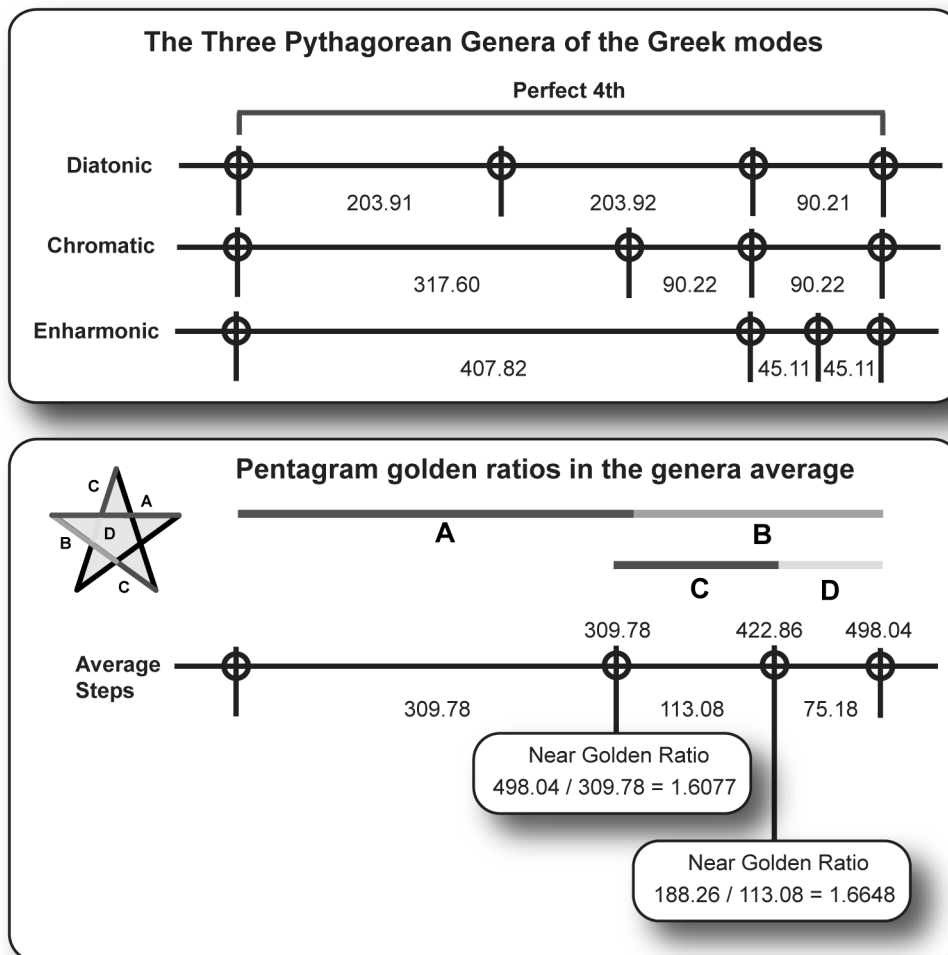 The Three Pythagorean Genera of the Greek modes
Perfect 4th
Diatonic
203.91 203.92 90.21
Chromatic
317.60 90.22 90.22
Enharmonic
407.82 45.11 45.11
Pentagram golden ratios in the genera average
C
A
B
D
C
A B
C D
309.78 422.86 498.04
Average
Steps
309.78 113.08 75.18
Near Golden Ratio
498.04 / 309.78 = 1.6077
Near Golden Ratio
188.26 / 113.08 = 1.6648